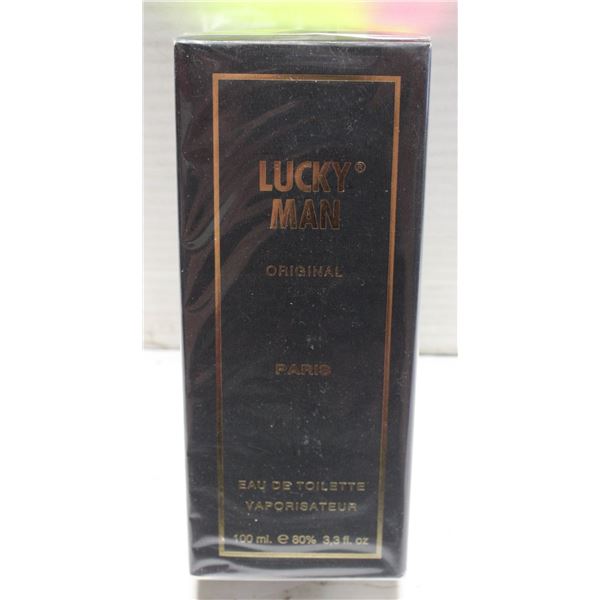 LUCKY®
MAN
ORIGINAL
PARIS
EAU DE TOILETTE
VAPORISATEUR
100 ml. ℮ 80% 3,3 fl. oz